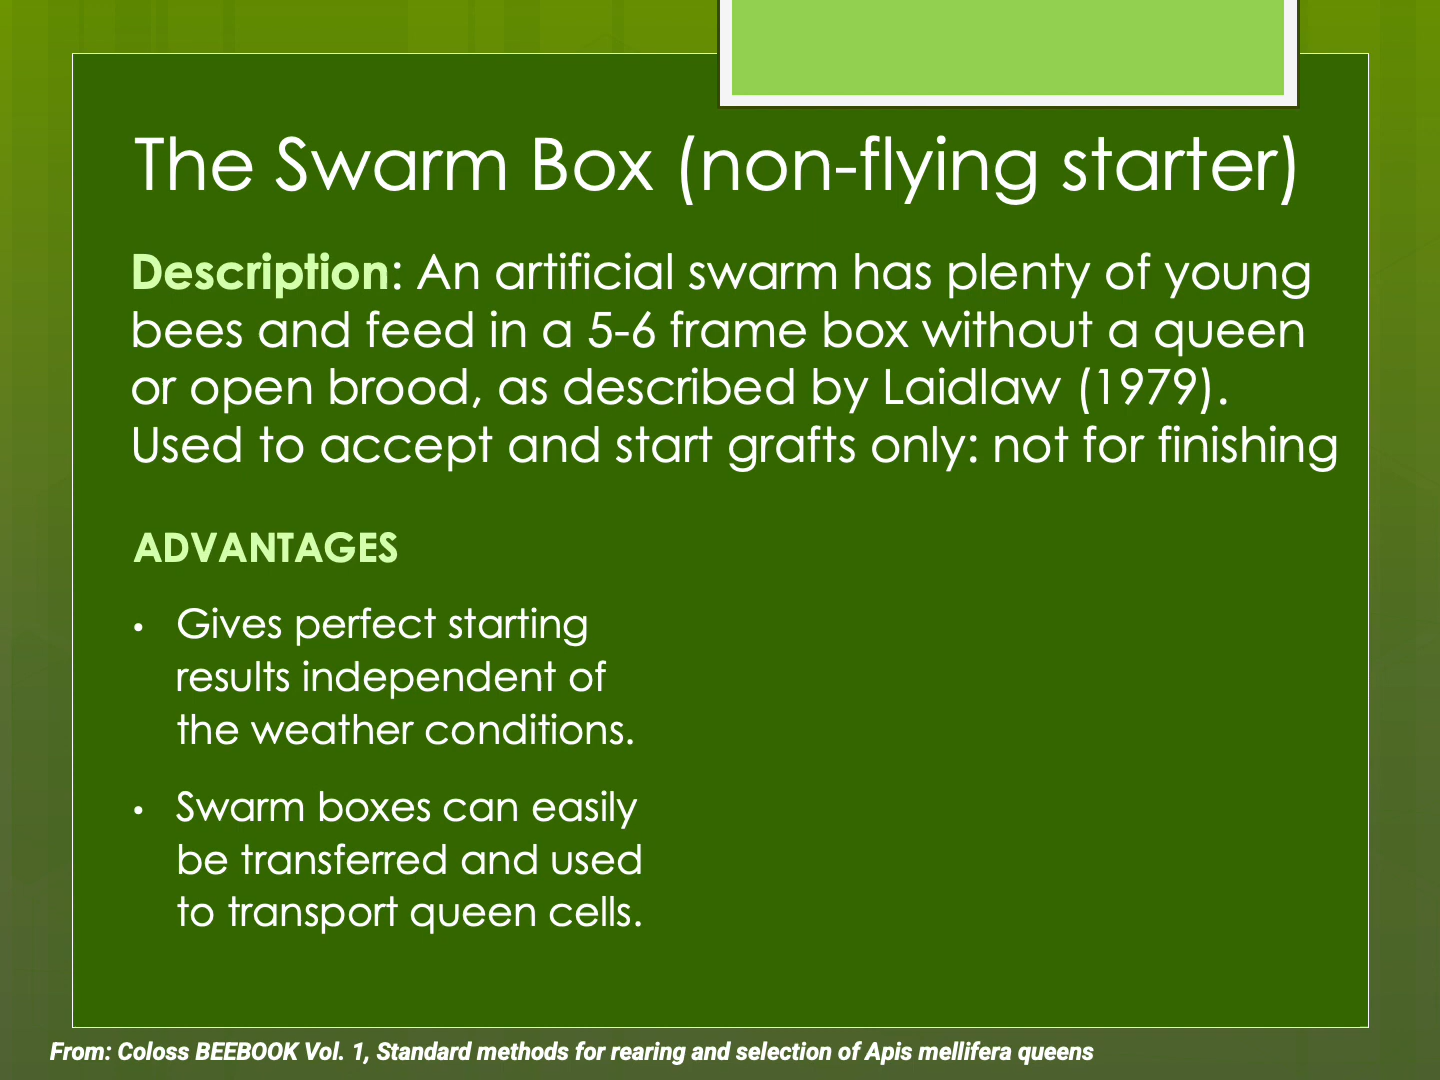 The Swarm Box (non-flying starter)
Description: An artificial swarm has plenty of young
bees and feed in a 5-6 frame box without a queen
or open brood, as described by Laidlaw (1979).
Used to accept and start grafts only: not for finishing
ADVANTAGES
• Gives perfect starting
results independent of
the weather conditions.
• Swarm boxes can easily
be transferred and used
to transport queen cells.
From: Coloss BEEBOOK Vol. 1, Standard methods for rearing and selection of Apis mellifera queens